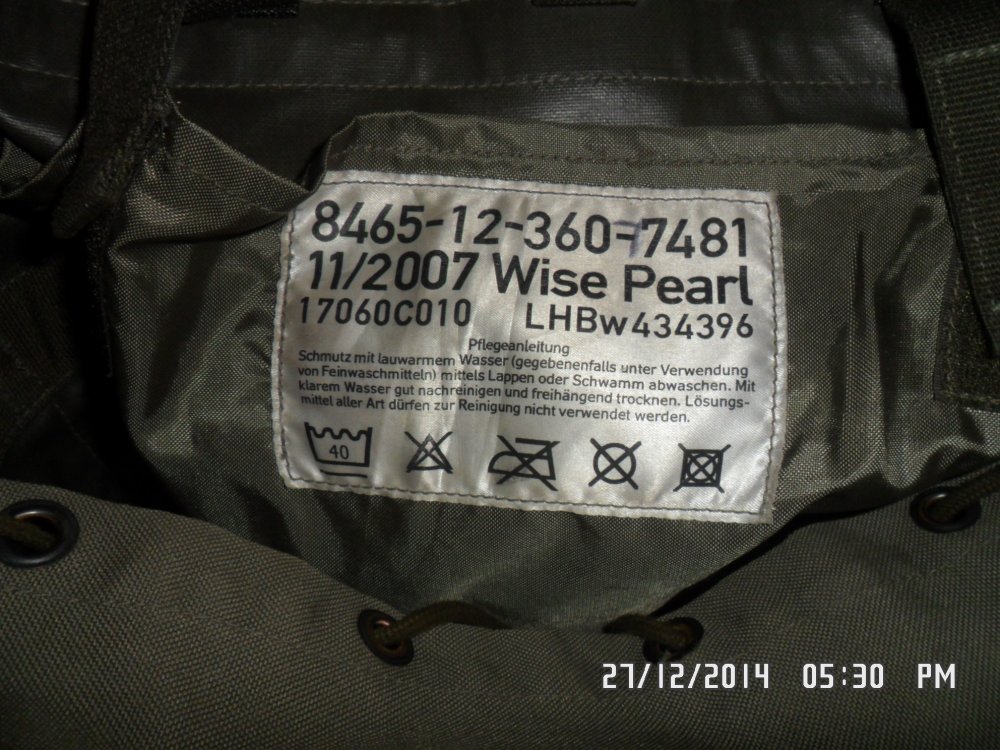 8465-12-360-7481
11/2007 Wise Pearl
17060C010 LHBw434396
Pflegeanleitung
Schmutz mit lauwarmem Wasser (gegebenenfalls unter Verwendung
von Feinwaschmitteln) mittels Lappen oder Schwamm abwaschen. Mit
klarem Wasser gut nachreinigen und freihängend trocknen. Lösungs-
mittel aller Art dürfen zur Reinigung nicht verwendet werden.
40
27/12/2014 05:30 PM